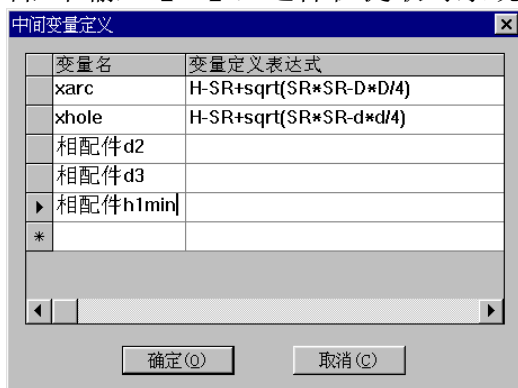 中间变量定义
变量名 变量定义表达式
xarc H-SR+sqrt(SR*SR-D*D/4)
xhole H-SR+sqrt(SR*SR-d*d/4)
相配件d2
相配件d3
相配件h1min
*
确定(O) 取消(C)